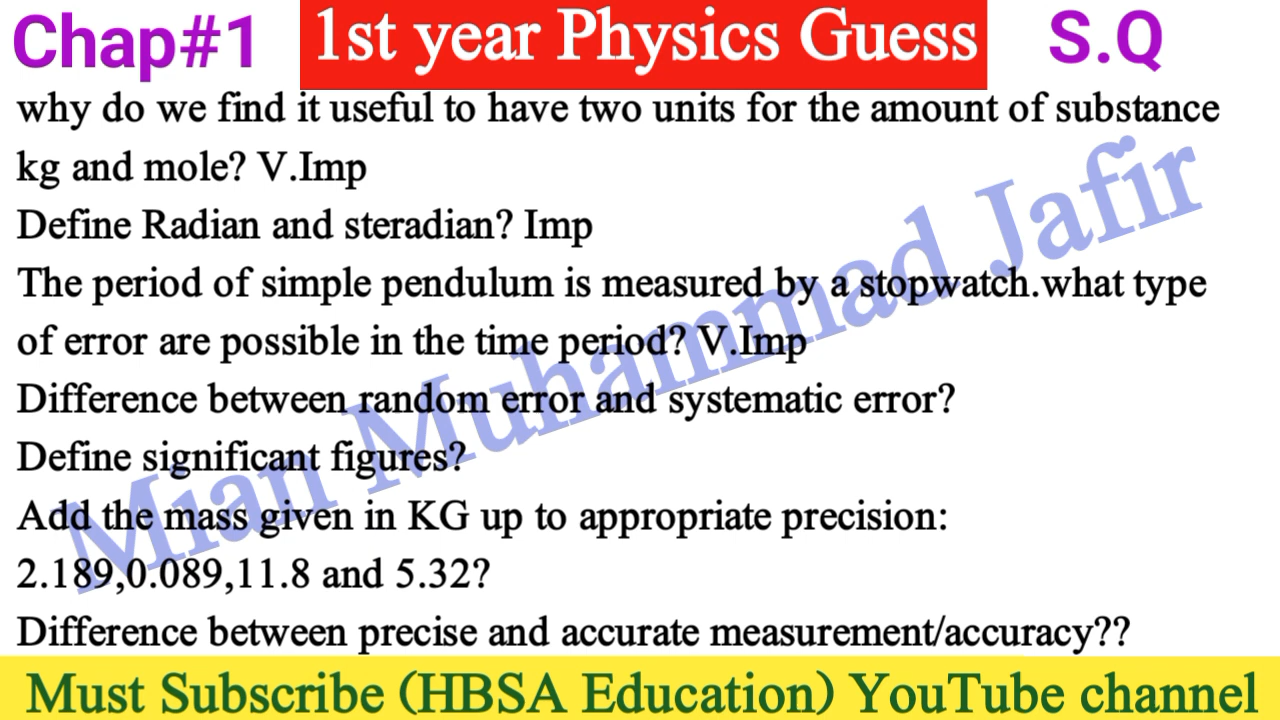 Chap#1 1st year Physics Guess S.Q
why do we find it useful to have two units for the amount of substance
kg and mole? V.Imp
Define Radian and steradian? Imp
The period of simple pendulum is measured by a stopwatch.what type
of error are possible in the time period? V.Imp
Difference between random error and systematic error?
Define significant figures?
Add the mass given in KG up to appropriate precision:
2.189,0.089,11.8 and 5.32?
Difference between precise and accurate measurement/accuracy??
Mian Muhammad Jafir
Must Subscribe (HBSA Education) YouTube channel